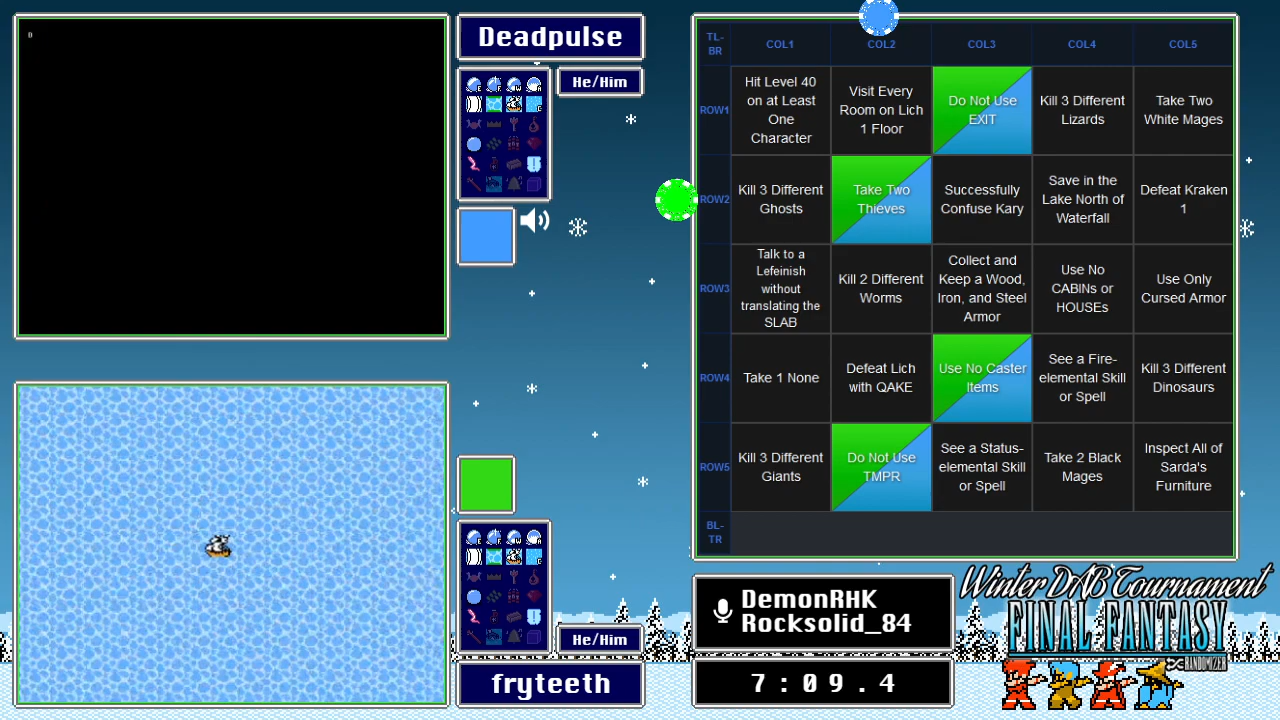 Deadpulse
He/Him
TL-
BR
COL1
COL2
COL3
COL4
COL5
ROW1
Hit Level 40
on at Least
One
Character
Visit Every
Room on Lich
1 Floor
Do Not Use
EXIT
Kill 3 Different
Lizards
Take Two
White Mages
ROW2
Kill 3 Different
Ghosts
Take Two
Thieves
Successfully
Confuse Kary
Save in the
Lake North of
Waterfall
Defeat Kraken
1
ROW3
Talk to a
Lefeinish
without
translating the
SLAB
Kill 2 Different
Worms
Collect and
Keep a Wood,
Iron, and Steel
Armor
Use No
CABINs or
HOUSEs
Use Only
Cursed Armor
ROW4
Take 1 None
Defeat Lich
with QAKE
Use No Caster
Items
See a Fire-
elemental Skill
or Spell
Kill 3 Different
Dinosaurs
ROW5
Kill 3 Different
Giants
Do Not Use
TMPR
See a Status-
elemental Skill
or Spell
Take 2 Black
Mages
Inspect All of
Sarda's
Furniture
BL-
TR
DemonRHK
Rocksolid_84
7:09.4
He/Him
fryteeth
Winter DAB Tournament
FINAL FANTASY
RANDOMIZER